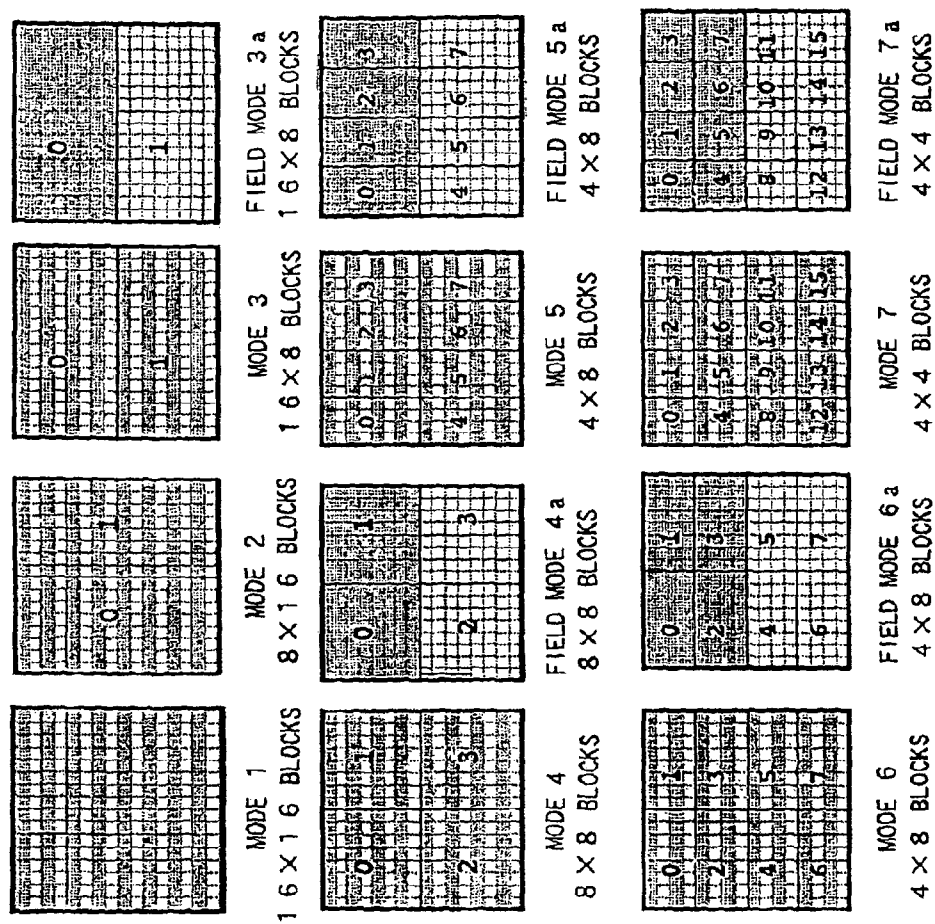 0 1
0
1
0
1
MODE 1
16×16 BLOCKS
MODE 2
8×16 BLOCKS
MODE 3
16×8 BLOCKS
FIELD MODE 3a
16×8 BLOCKS
0 1
2 3
0 1
2 3
0 1 2 3
4 5 6 7
0 1 2 3
4 5 6 7
MODE 4
8×8 BLOCKS
FIELD MODE 4a
8×8 BLOCKS
MODE 5
4×8 BLOCKS
FIELD MODE 5a
4×8 BLOCKS
0 1
2 3
4 5
6 7
0 1
2 3
4 5
6 7
0 1 2 3
4 5 6 7
8 9 10 11
12 13 14 15
0 1 2 3
4 5 6 7
8 9 10 11
12 13 14 15
MODE 6
4×8 BLOCKS
FIELD MODE 6a
4×8 BLOCKS
MODE 7
4×4 BLOCKS
FIELD MODE 7a
4×4 BLOCKS